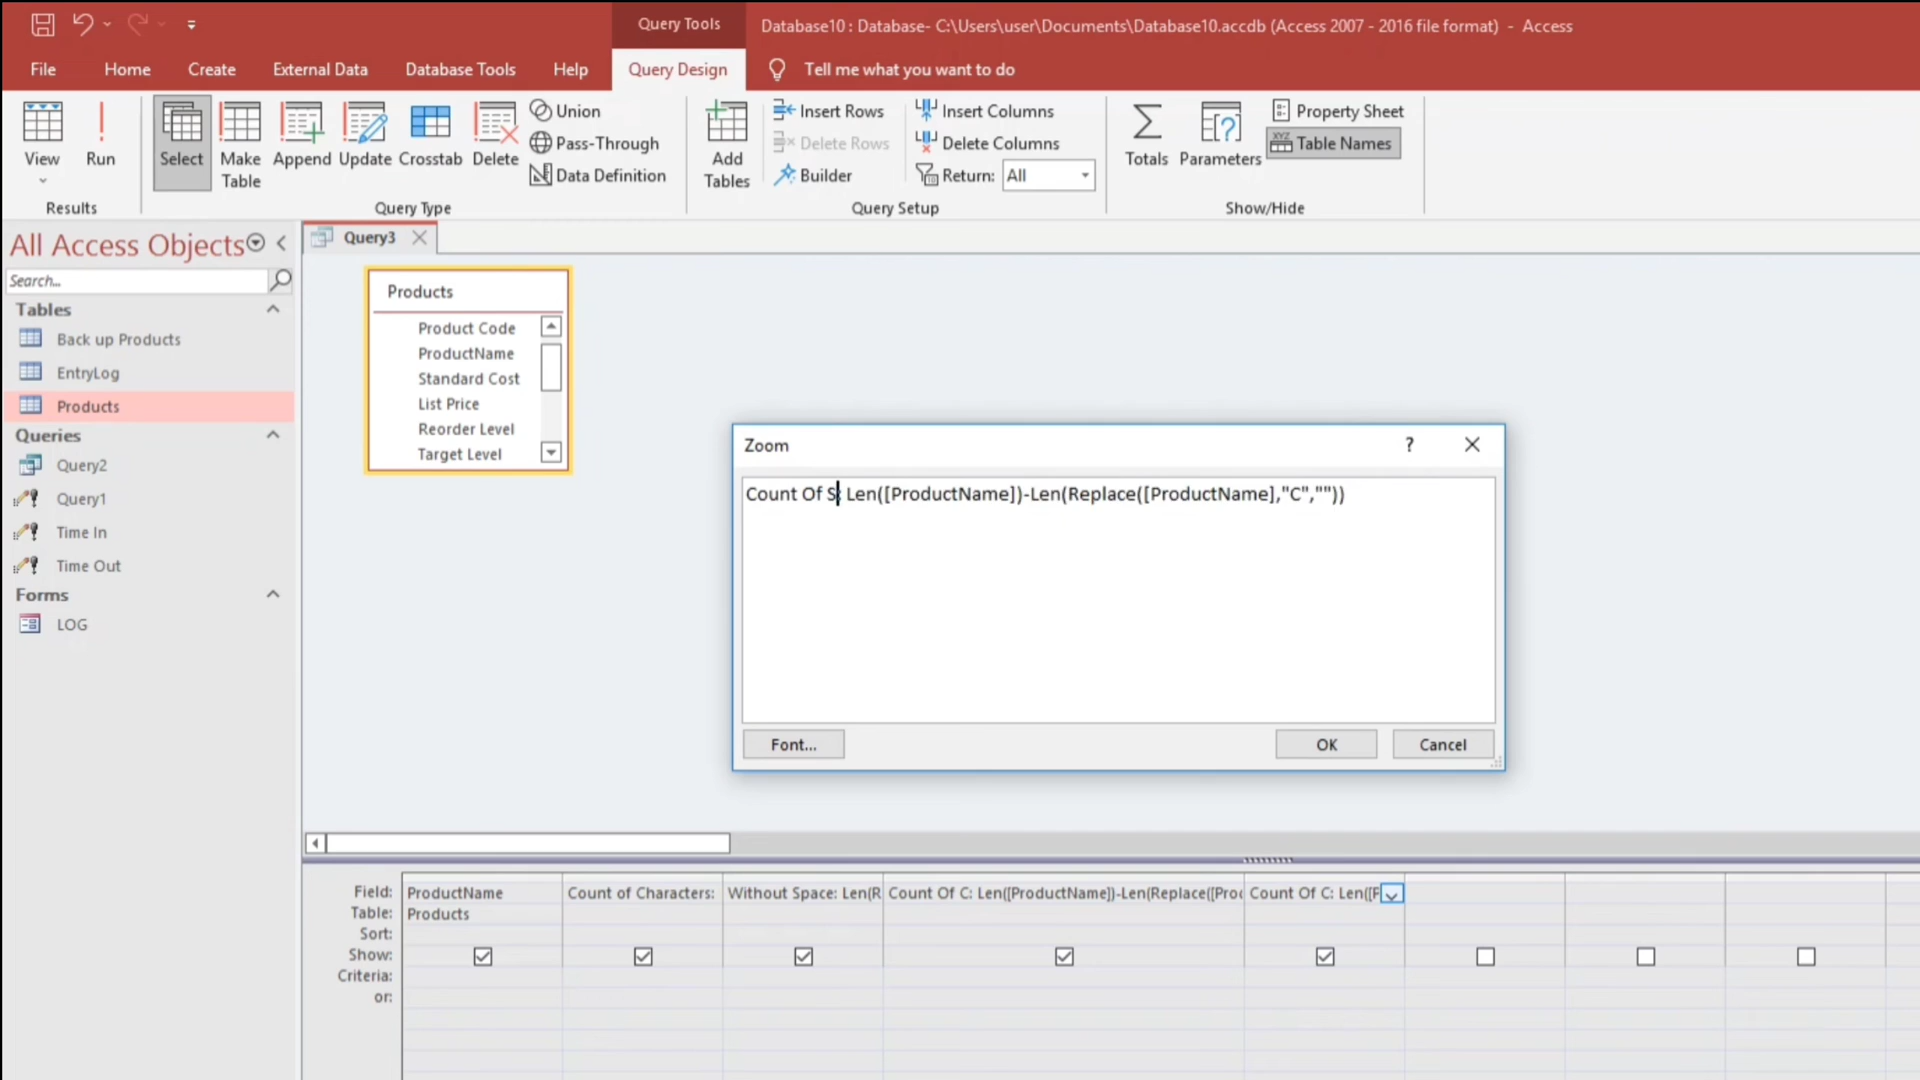 Query Tools
Database10 : Database- C:\Users\user\Documents\Database10.accdb (Access 2007 - 2016 file format) - Access
File Home Create External Data Database Tools Help Query Design Tell me what you want to do
View
Run
Select
Make Table
Append
Update
Crosstab
Delete
Union
Pass-Through
Data Definition
Add Tables
Insert Rows
Delete Rows
Builder
Insert Columns
Delete Columns
Return: All
Totals
Parameters
Property Sheet
XYZ
Table Names
Results
Query Type
Query Setup
Show/Hide
All Access Objects
Search...
Tables
Back up Products
EntryLog
Products
Queries
Query2
Query1
Time In
Time Out
Forms
LOG
Query3
Products
Product Code
ProductName
Standard Cost
List Price
Reorder Level
Target Level
Zoom
?
Count Of S: Len([ProductName])-Len(Replace([ProductName],"C",""))
Font...
OK
Cancel
Field: ProductName Count of Characters: Without Space: Len(R Count Of C: Len([ProductName])-Len(Replace([Proc Count Of C: Len([P
Table: Products
Sort:
Show:
Criteria:
or: